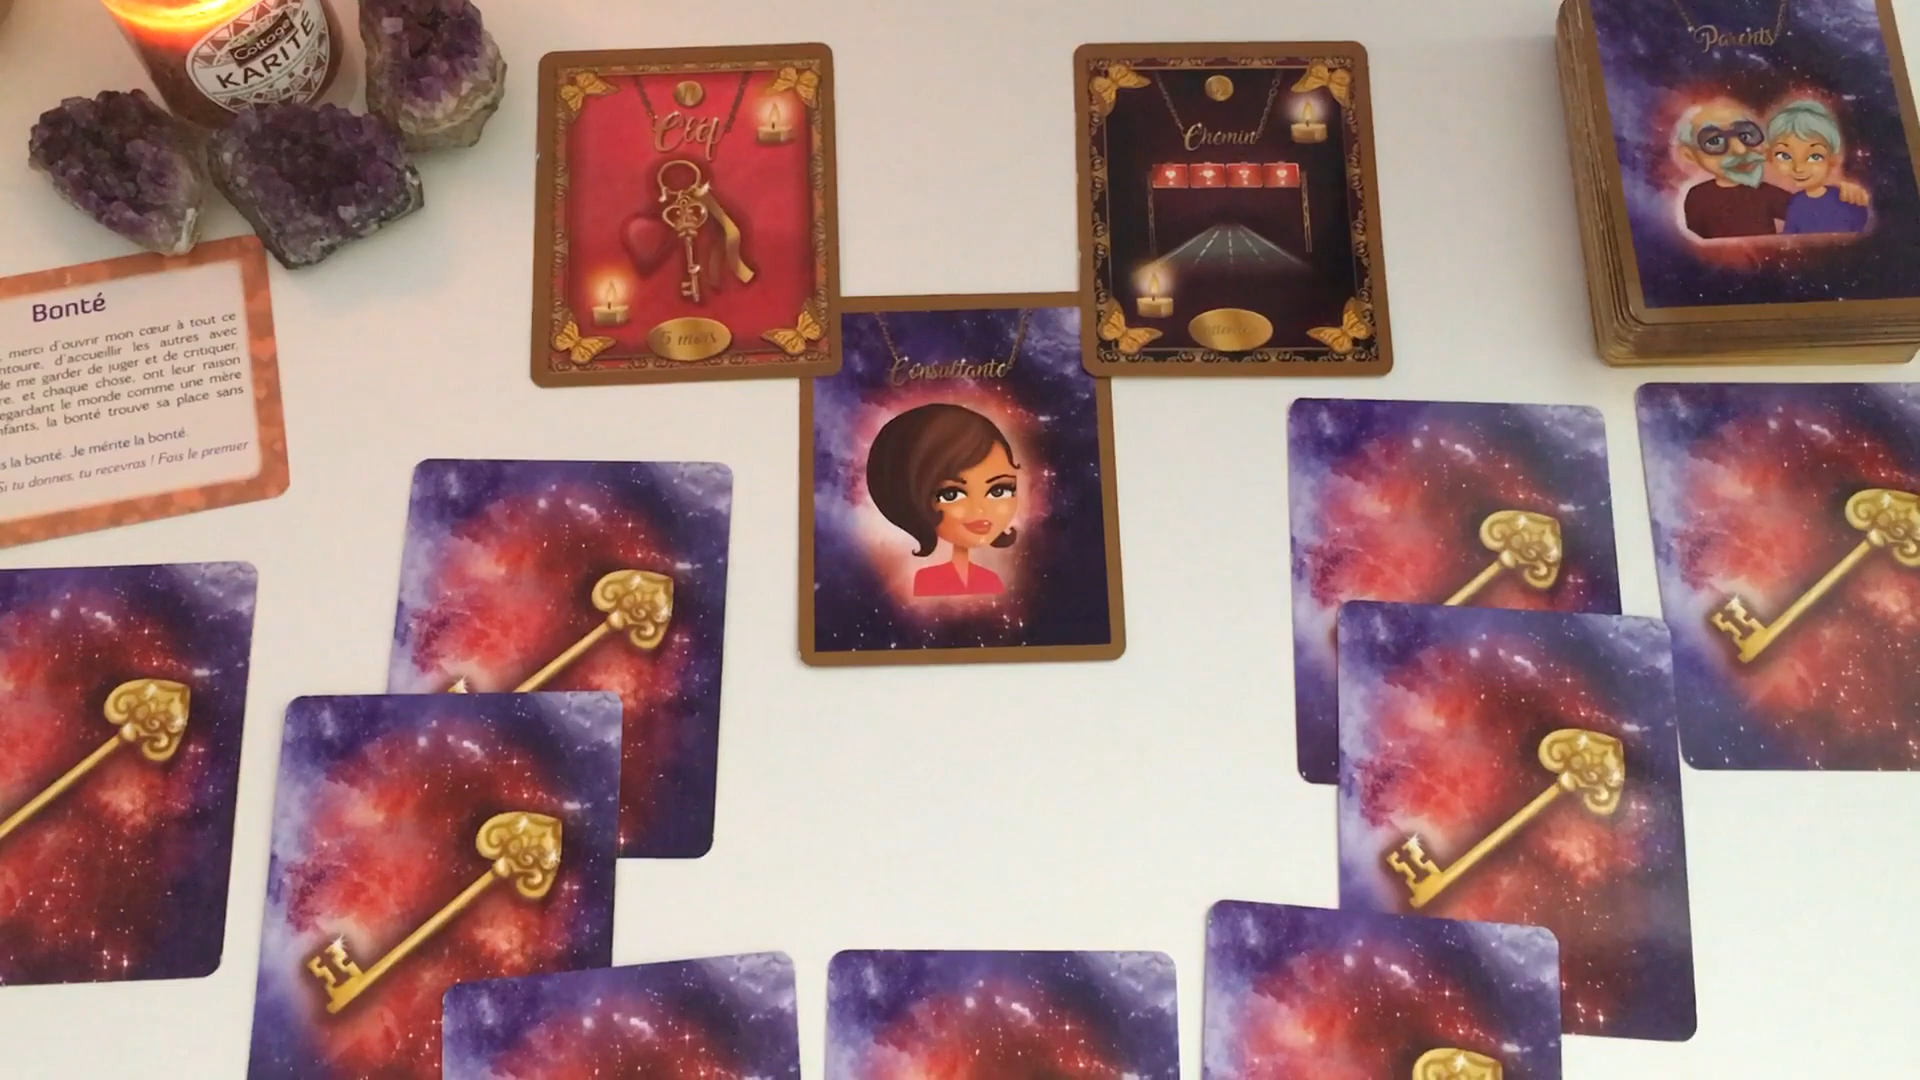 Cottage
KARITÉ
Clef
5 mois
Chemin
Parents
Consultante
Bonté
, merci d'ouvrir mon cœur à tout ce
ntoure, d'accueillir les autres avec
de me garder de juger et de critiquer,
re, et chaque chose, ont leur raison
egardant le monde comme une mère
nfants, la bonté trouve sa place sans
s la bonté. Je mérite la bonté.
Si tu donnes, tu recevras ! Fais le premier